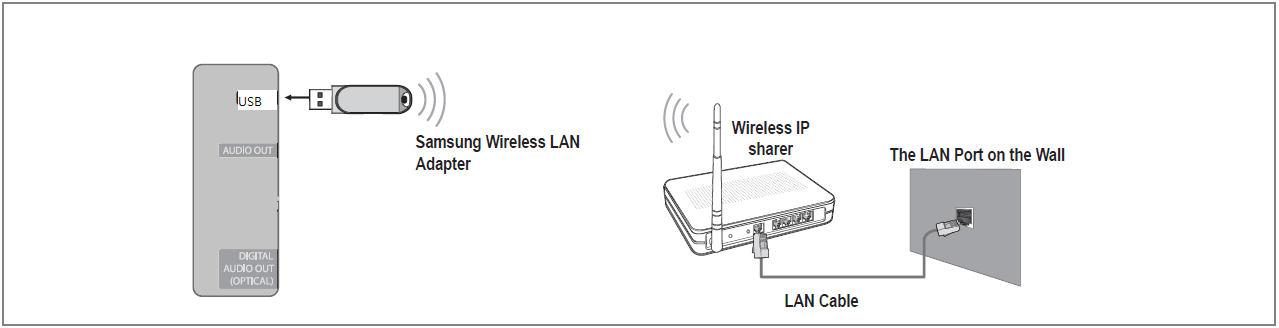 USB
Samsung Wireless LAN
Adapter
AUDIO OUT
DIGITAL
AUDIO OUT
(OPTICAL)
Wireless IP
sharer
The LAN Port on the Wall
LAN Cable